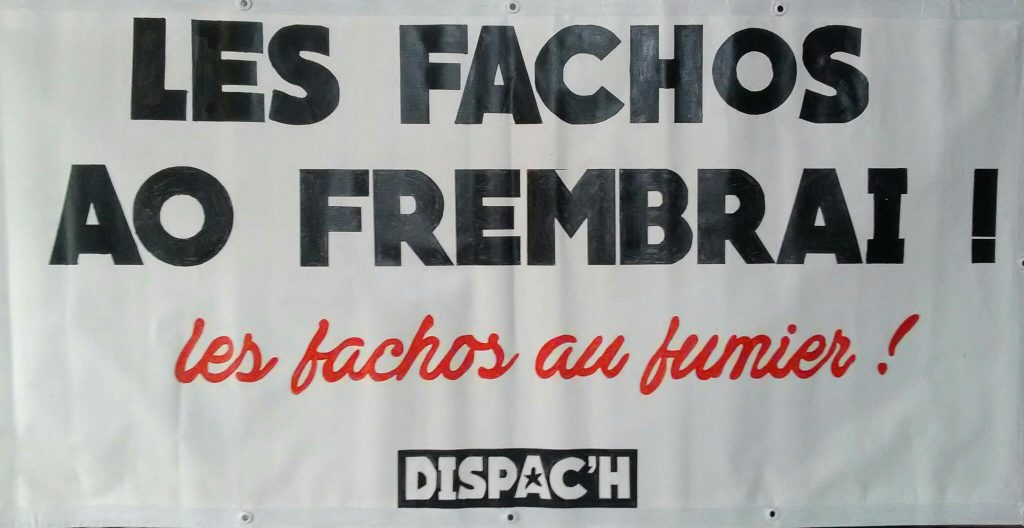 LES FACHOS
AO FREMBRAI !
les fachos au fumier !
DISPAC'H